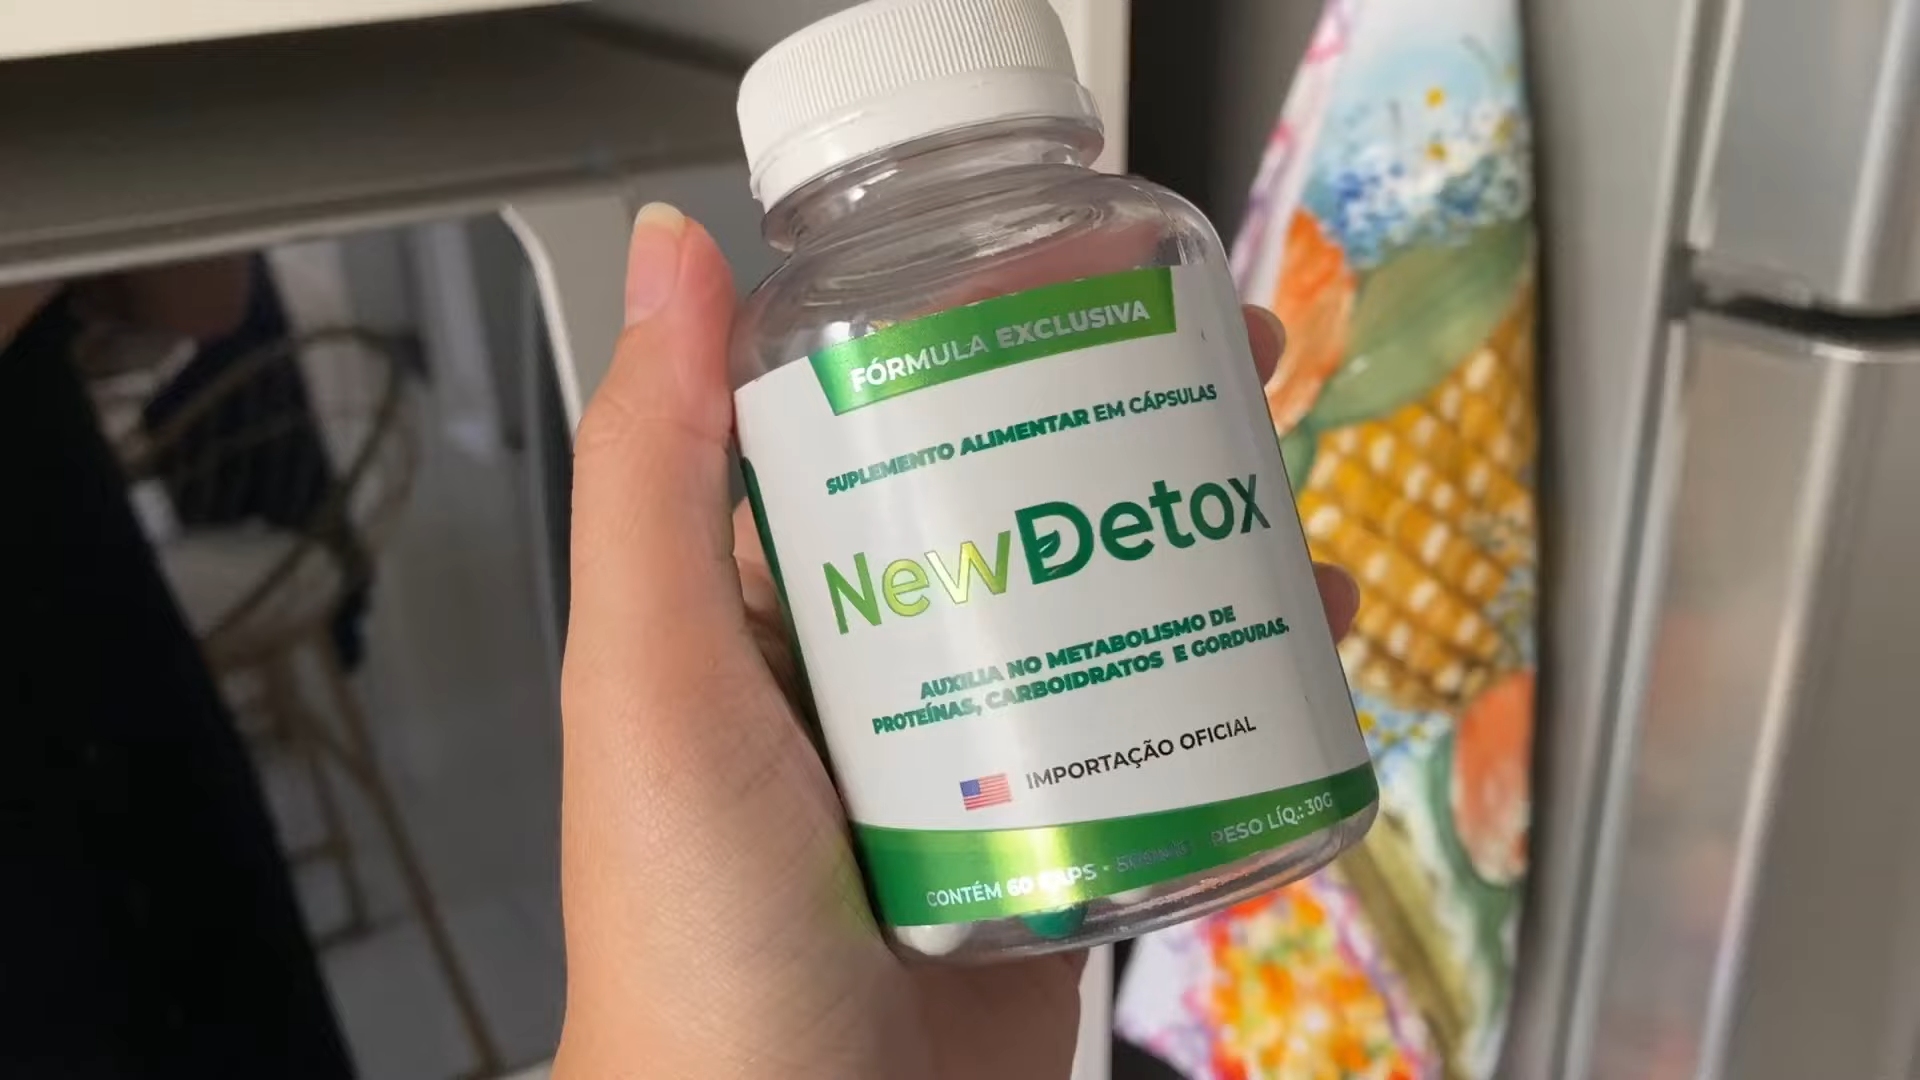 FÓRMULA EXCLUSIVA
SUPLEMENTO ALIMENTAR EM CÁPSULAS
NewDetox
AUXILIA NO METABOLISMO DE
PROTEÍNAS, CARBOIDRATOS E GORDURAS.
IMPORTAÇÃO OFICIAL
CONTÉM 60 CAPS • PESO LÍQ.: 30G